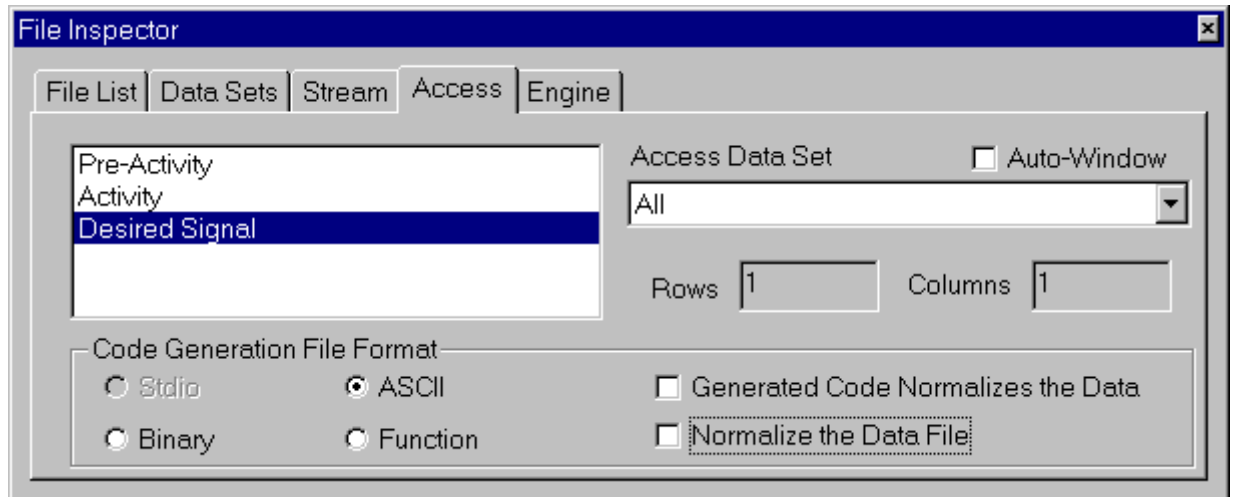 File Inspector
File List Data Sets Stream Access Engine
Pre-Activity
Activity
Desired Signal
Access Data Set Auto-Window
All
Rows 1 Columns 1
Code Generation File Format
Stdio ASCII Generated Code Normalizes the Data
Binary Function Normalize the Data File